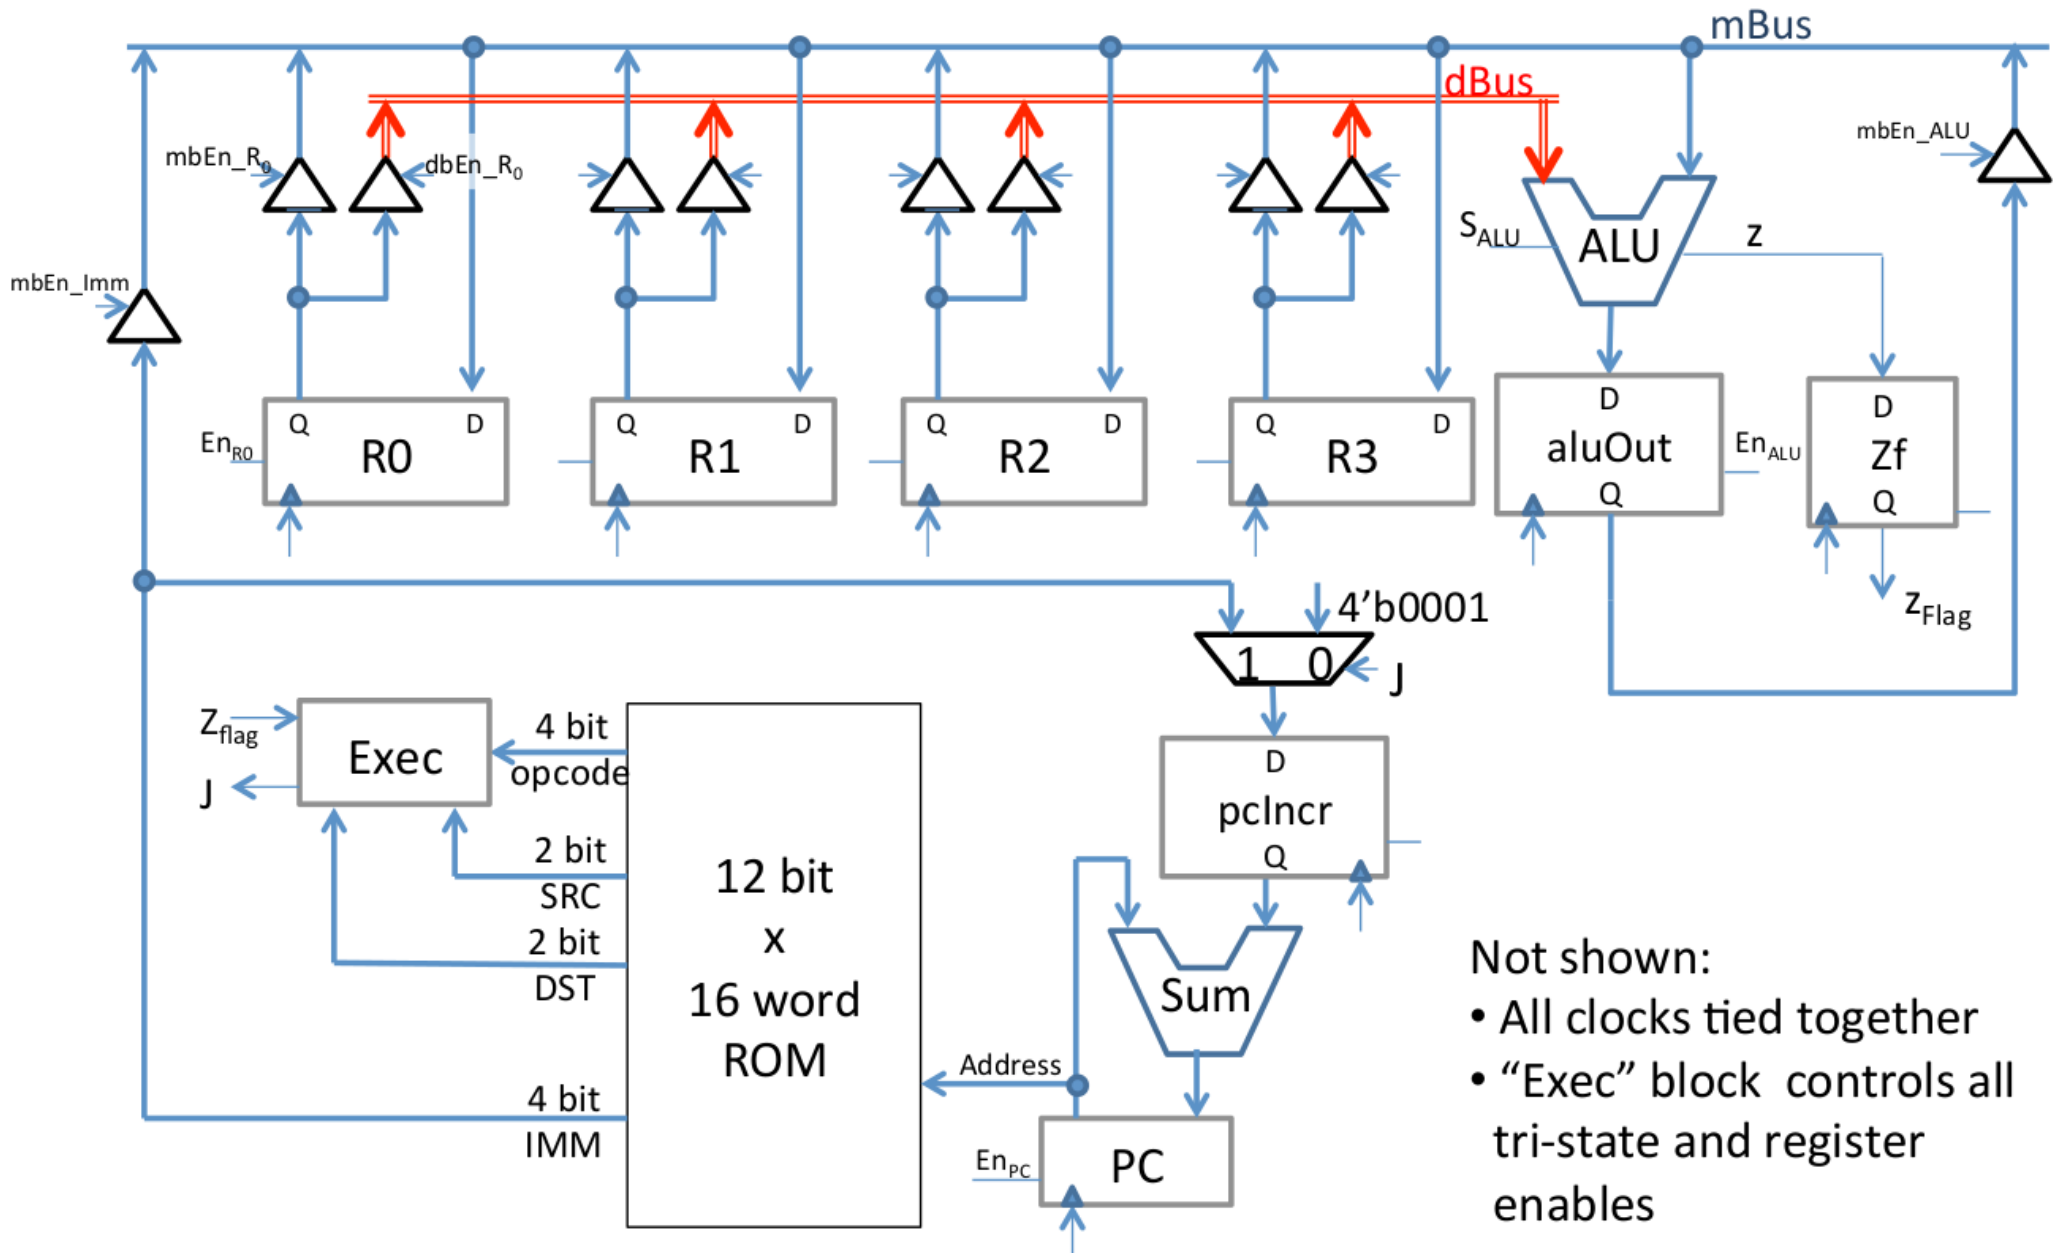 mBus
dBus
mbEn_R0
dbEn_R0
mbEn_ALU
SALU
ALU
z
mbEn_Imm
Q
D
R0
EnR0
Q
D
R1
Q
D
R2
Q
D
R3
D
aluOut
Q
EnALU
D
Zf
Q
zFlag
4'b0001
1 0
J
Zflag
J
Exec
4 bit
opcode
2 bit
SRC
2 bit
DST
4 bit
IMM
12 bit
x
16 word
ROM
D
pcIncr
Q
Sum
Address
EnPC
PC
Not shown:
• All clocks tied together
• “Exec” block controls all
tri-state and register
enables